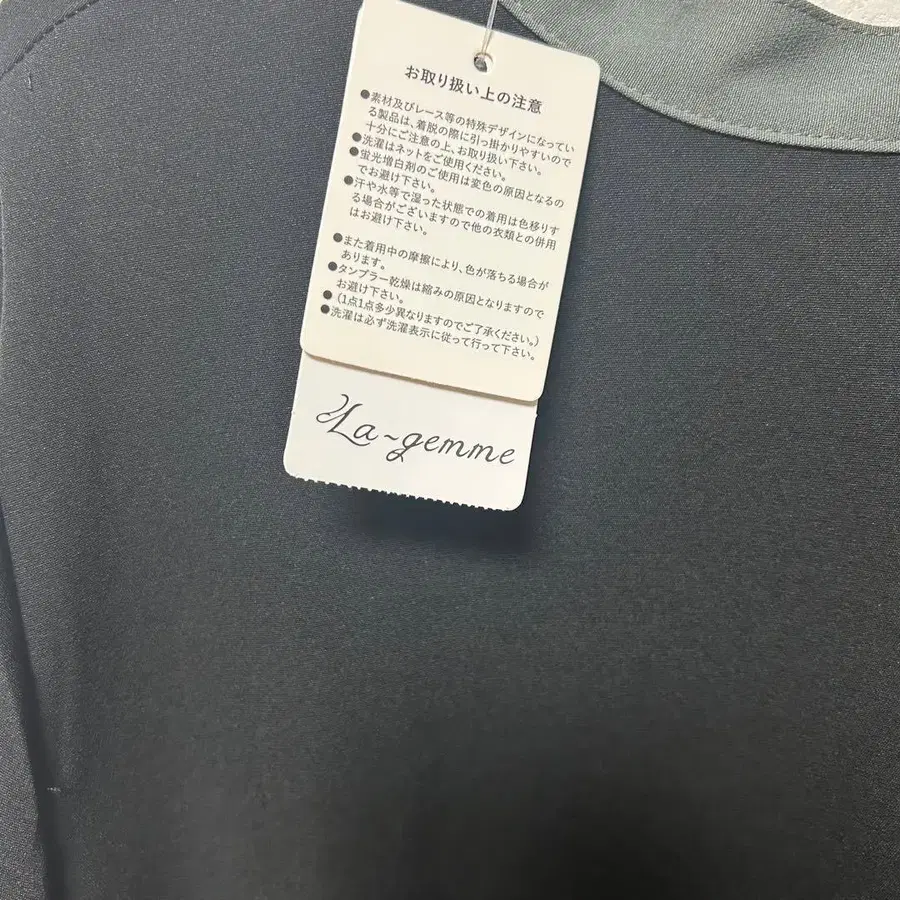 お取り扱い上の注意
●素材及びレース等の特殊デザインになってい
る製品は、着脱の際に引っ掛かりやすいので
十分にご注意の上、お取り扱い下さい。
●洗濯はネットをご使用ください。
●蛍光増白剤のご使用は変色の原因となるの
でお避け下さい。
●汗や水等で湿った状態での着用は色移りす
る場合がございますので他の衣類との併用
はお避け下さい。
●また着用中の摩擦により、色が落ちる場合が
あります。
●タンブラー乾燥は縮みの原因となりますので
お避け下さい。
●（1点1点多少異なりますのでご了承ください。）
●洗濯は必ず洗濯表示に従って行って下さい。
La~gemme